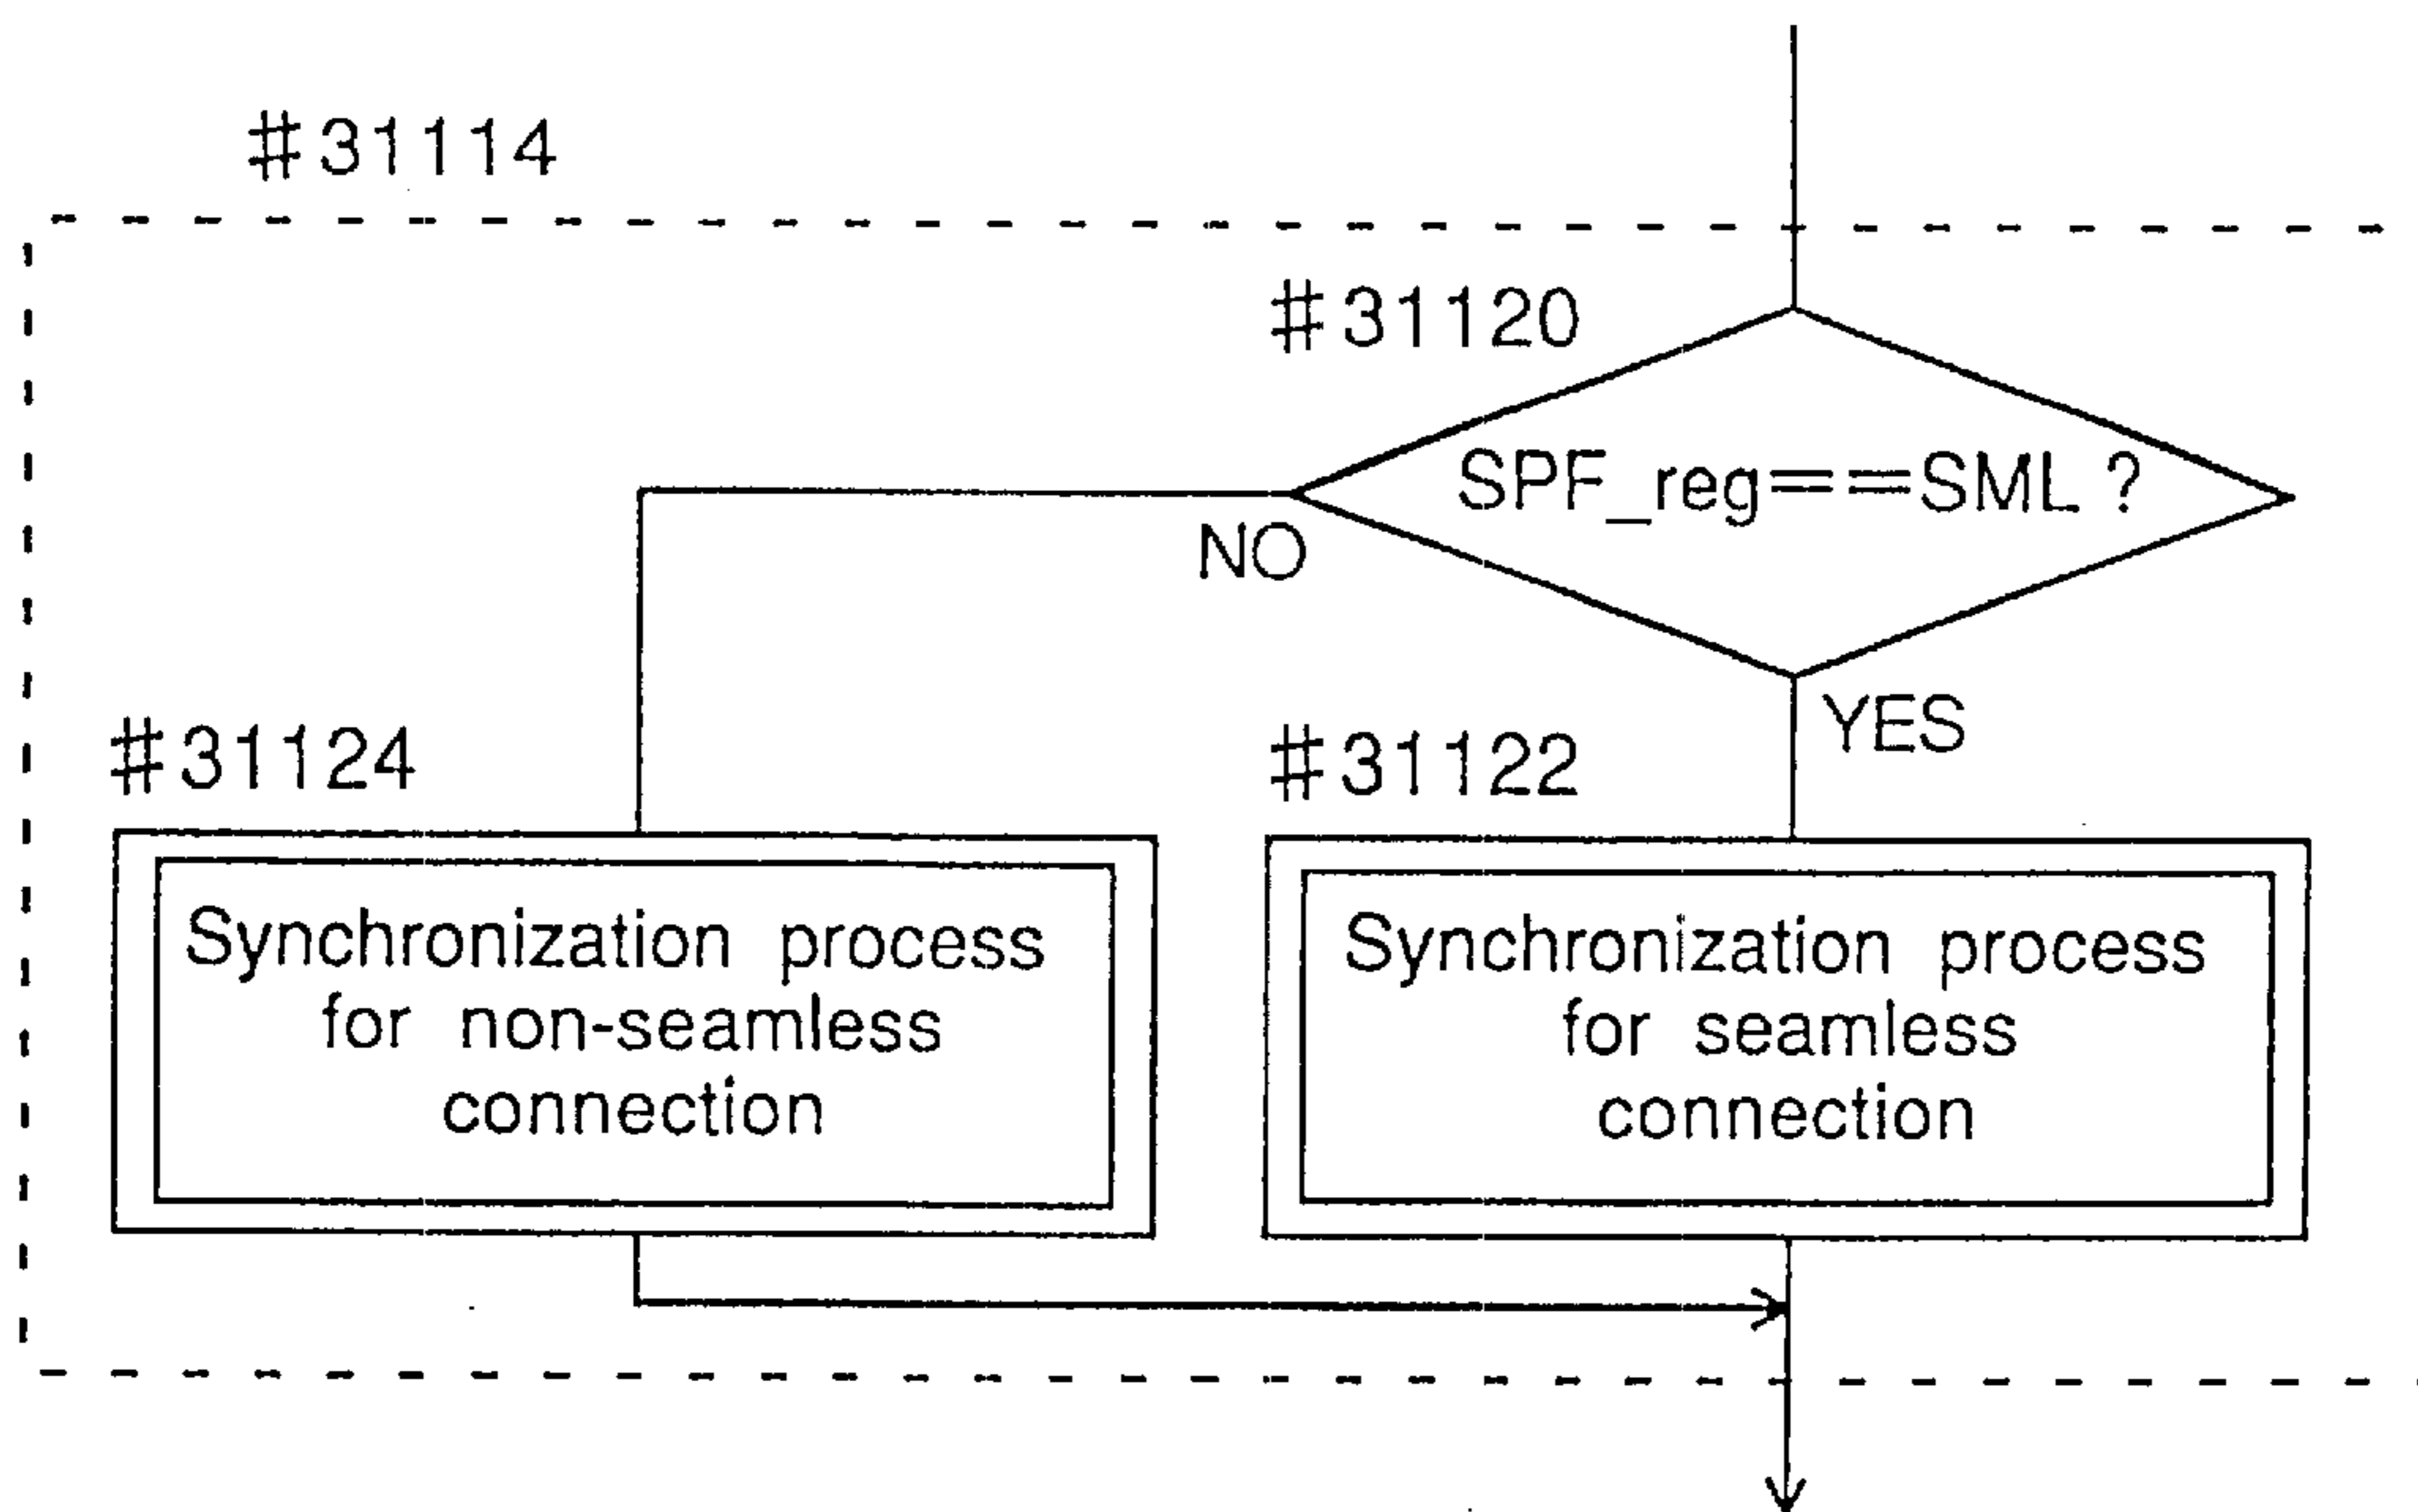 #31114
#31120
SPF_reg==SML ?
NO
YES
#31124
#31122
Synchronization process
for non-seamless
connection
Synchronization process
for seamless
connection